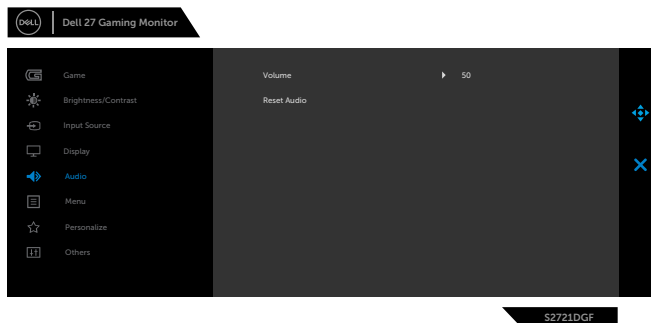 DELL Dell 27 Gaming Monitor
Game
Volume 50
Brightness/Contrast
Reset Audio
Input Source
Display
Audio
Menu
Personalize
Others
S2721DGF